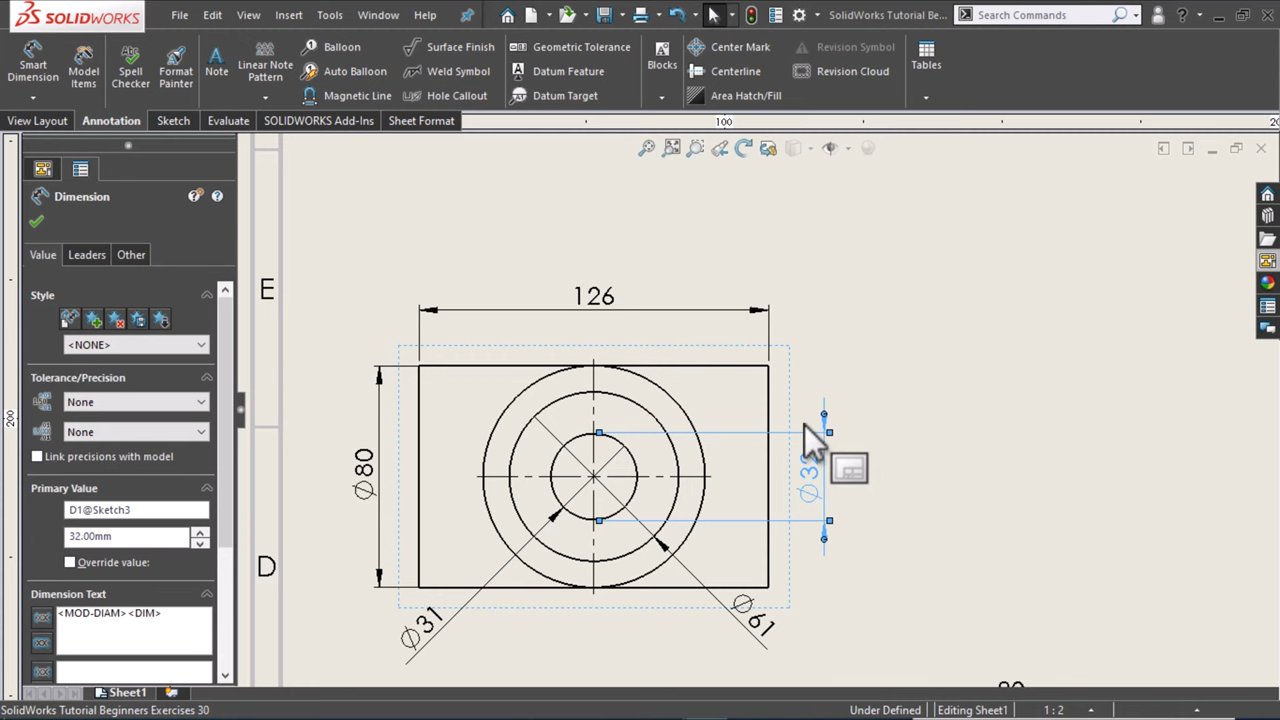 SOLIDWORKS File Edit View Insert Tools Window Help SolidWorks Tutorial Be... Search Commands ?
Smart Dimension
Model Items
Spell Checker
Format Painter
Note
Linear Note Pattern
Balloon
Auto Balloon
Magnetic Line
Surface Finish
Weld Symbol
Hole Callout
Geometric Tolerance
Datum Feature
Datum Target
Blocks
Center Mark
Centerline
Area Hatch/Fill
Revision Symbol
Revision Cloud
Tables
View Layout Annotation Sketch Evaluate SOLIDWORKS Add-Ins Sheet Format
100
20
200
Dimension
Value Leaders Other
Style
<NONE>
Tolerance/Precision
None
None
Link precisions with model
Primary Value
D1@Sketch3
32.00mm
Override value:
Dimension Text
<MOD-DIAM> <DIM>
E
D
126
∅80
∅31
∅61
Sheet1
SolidWorks Tutorial Beginners Exercises 30 Under Defined Editing Sheet1 1 : 2